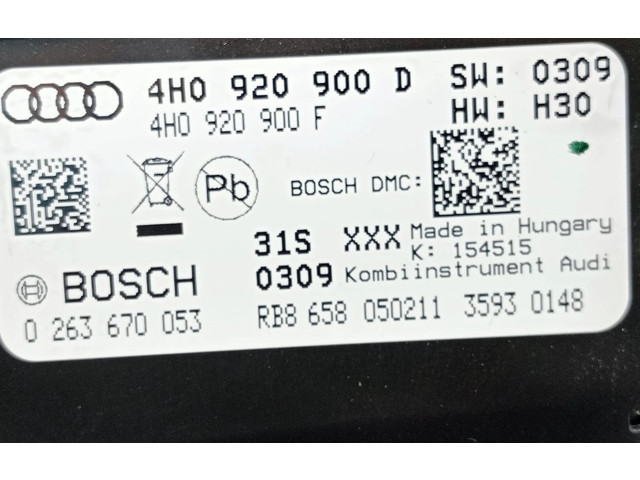 4H0 920 900 D SW: 0309
4H0 920 900 F HW: H30
Pb BOSCH DMC:
31S XXX Made in Hungary
K: 154515
BOSCH 0309 Kombiinstrument Audi
0 263 670 053 RB8 658 050211 3593 0148